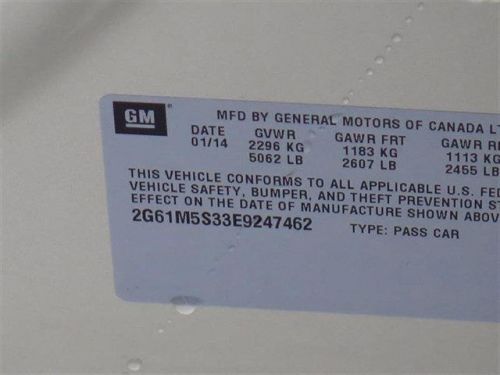 GM
MFD BY GENERAL MOTORS OF CANADA
DATE GVWR GAWR FRT GAWR
01/14 2296 KG 1183 KG 1113 KG
5062 LB 2607 LB 2455 LB
THIS VEHICLE CONFORMS TO ALL APPLICABLE U.S.
VEHICLE SAFETY, BUMPER, AND THEFT PREVENTION
EFFECT ON THE DATE OF MANUFACTURE SHOWN
2G61M5S33E9247462 TYPE: PASS CAR